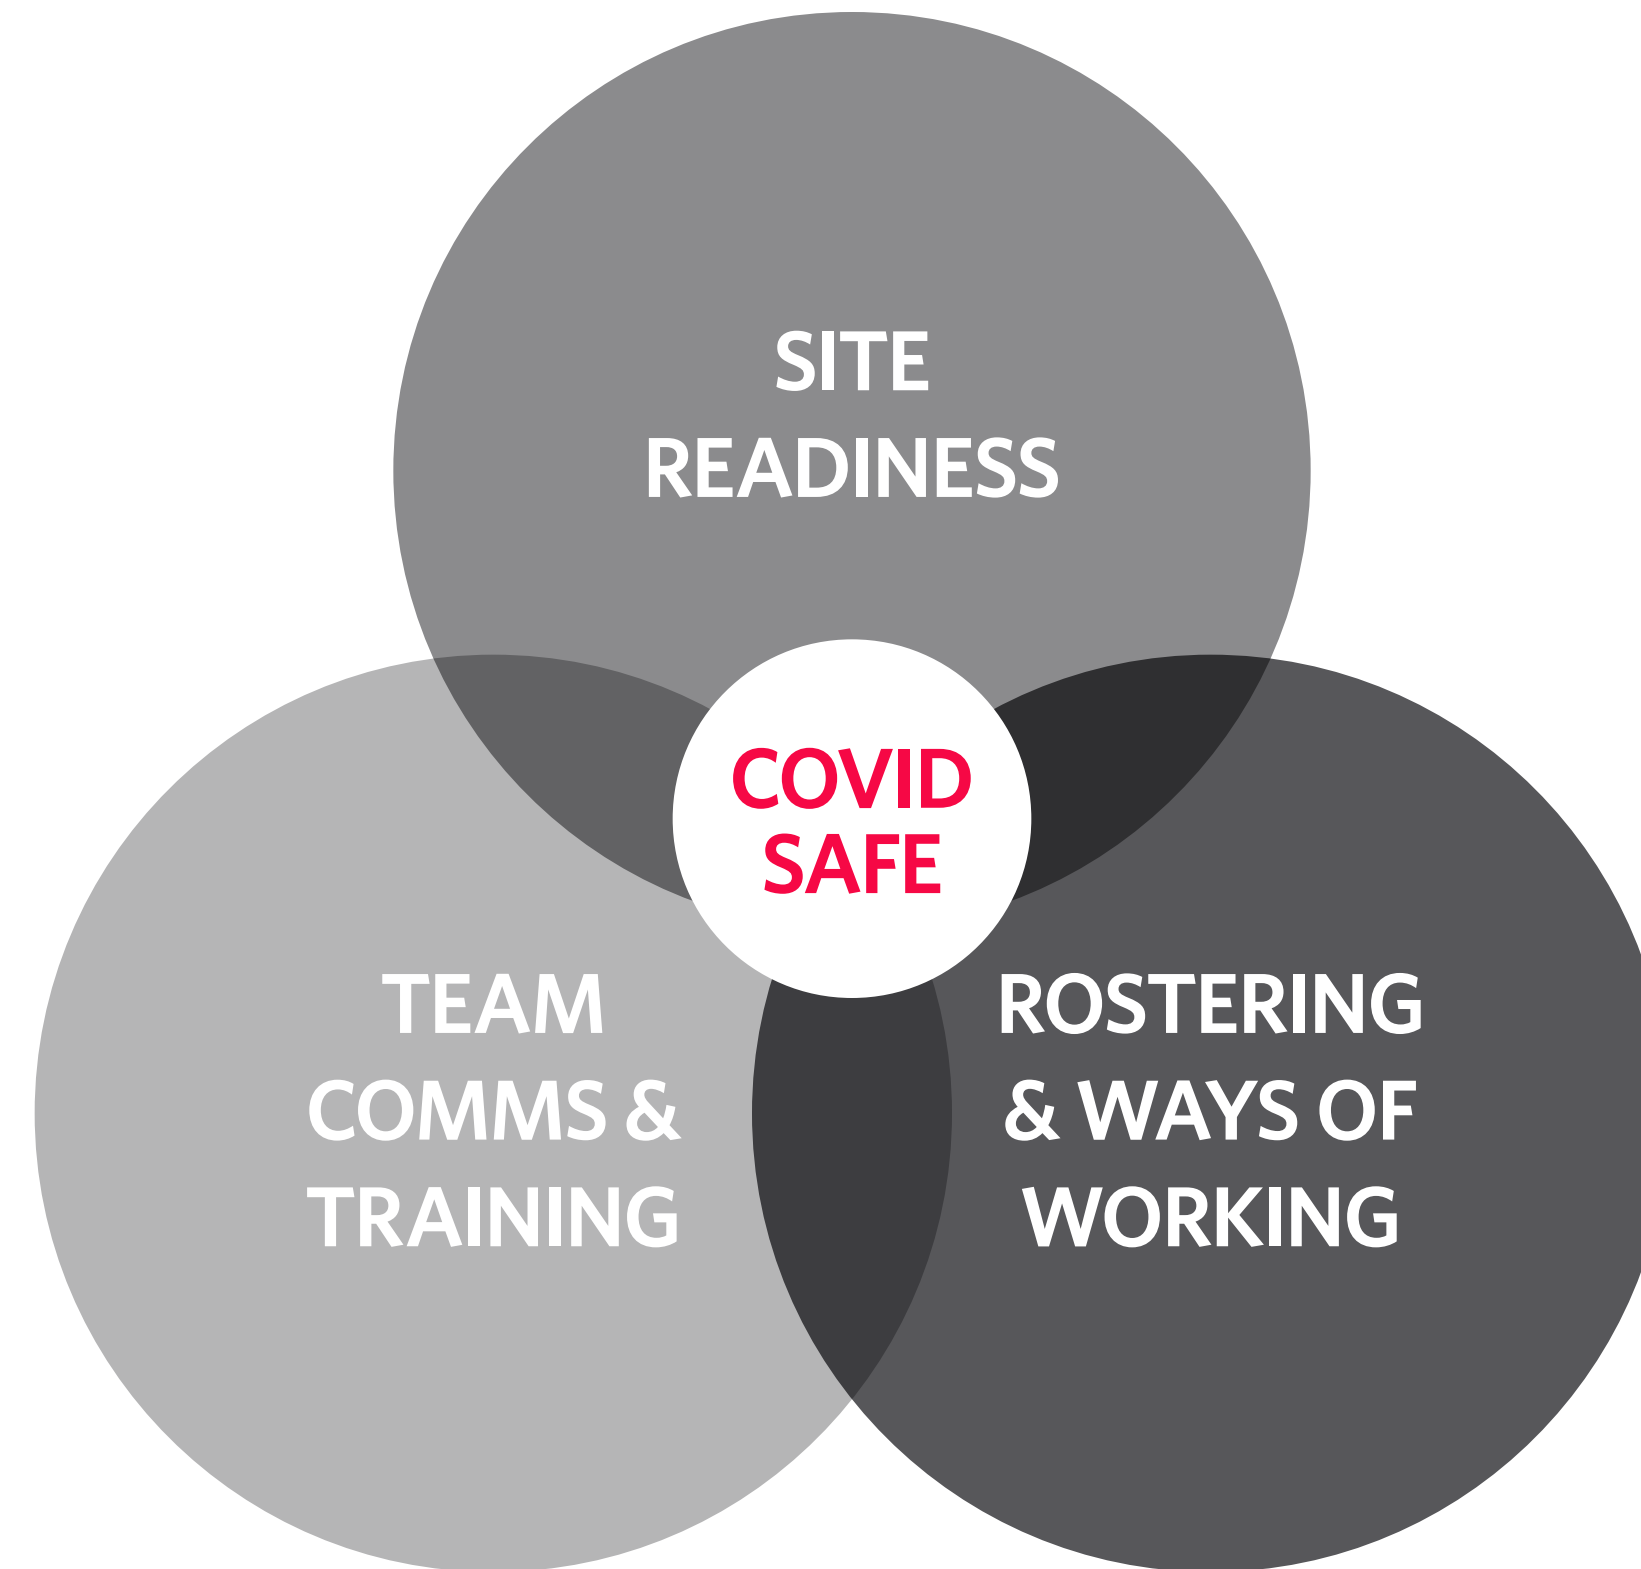 SITE
READINESS
COVID
SAFE
TEAM
COMMS &
TRAINING
ROSTERING
& WAYS OF
WORKING